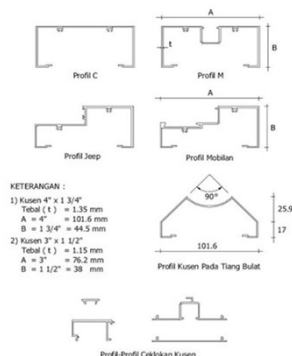 A
t
B
Profil C
Profil M
A
B
Profil Jeep
Profil Mobilan
KETERANGAN :
1) Kusen 4" x 1 3/4"
Tebal ( t ) = 1.35 mm
A = 4" = 101.6 mm
B = 1 3/4" = 44.5 mm
2) Kusen 3" x 1 1/2"
Tebal ( t ) = 1.15 mm
A = 3" = 76.2 mm
B = 1 1/2" = 38 mm
90°
25.9
17
101.6
Profil Kusen Pada Tiang Bulat
Profil-Profil Ceklokan Kusen